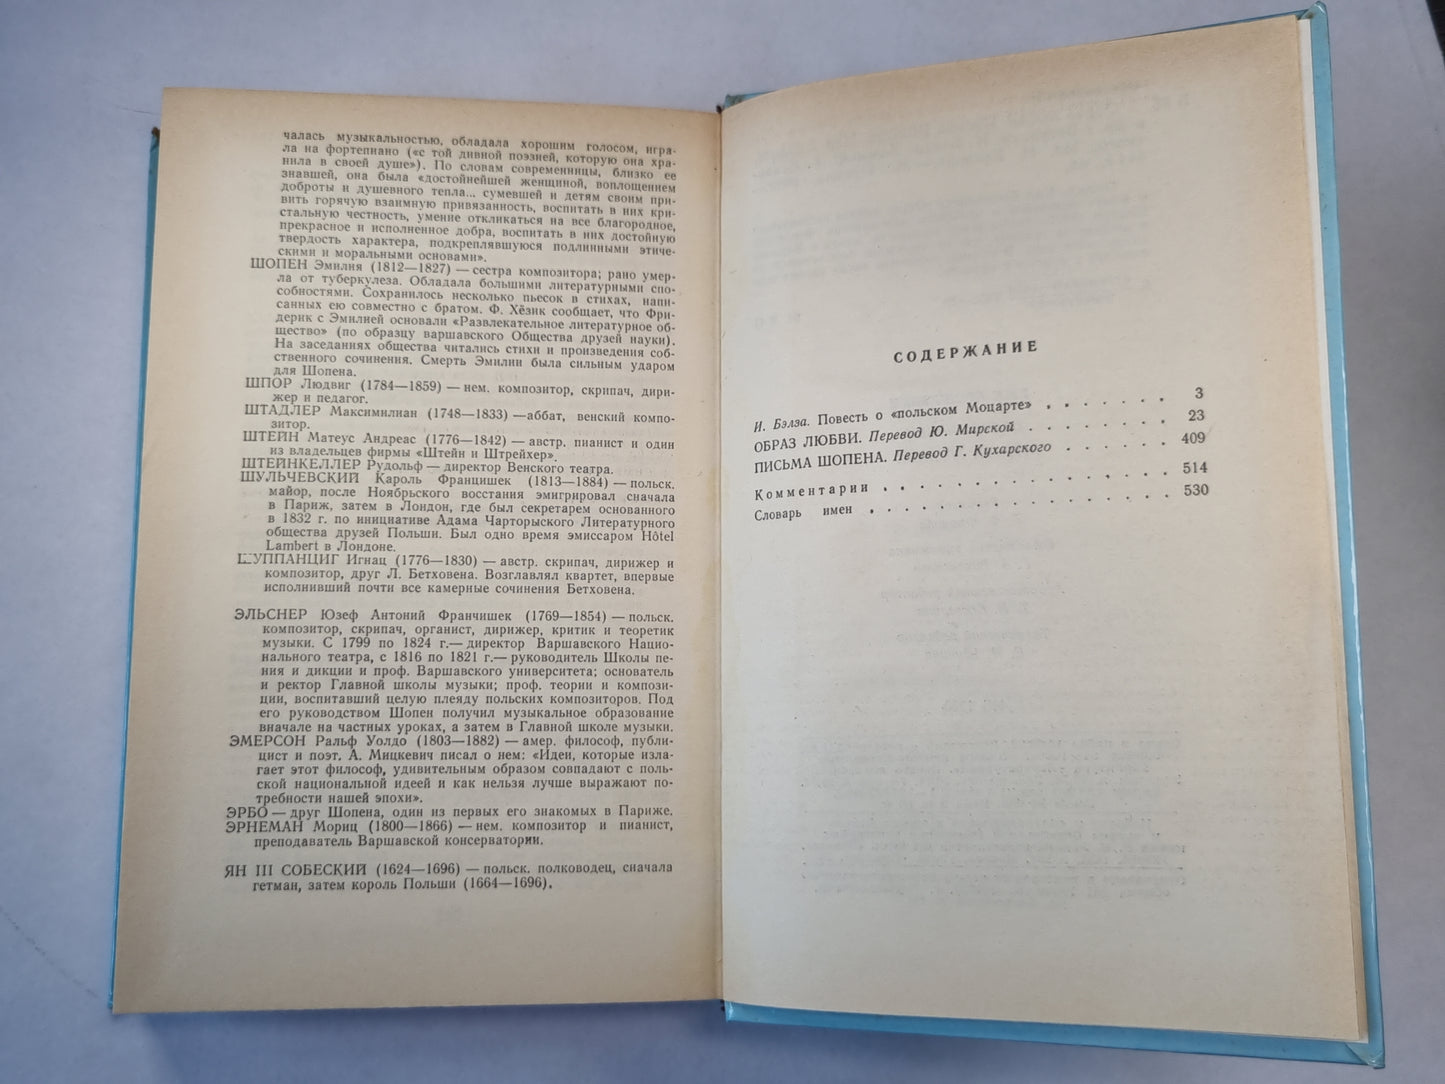 чалась музыкальностью, обладала хорошим голосом, игра-
ла на фортепиано («с той дивной поэзией, которую она хра-
нила в своей душе»). По словам современницы, близко ее
знавшей, она была «достойнейшей женщиной, воплощением
доброты и душевного тепла... сумевшей и детям своим при-
вить горячую взаимную привязанность, воспитать в них кри-
стальную честность, умение откликаться на все благородное,
прекрасное и исполненное добра, воспитать в них достойную
твердость характера, подкреплявшуюся подлинными этиче-
скими и моральными основами».
ШОПЕН Эмилия (1812—1827) — сестра композитора; рано умер-
ла от туберкулеза. Обладала большими литературными спо-
собностями. Сохранилось несколько пьесок в стихах, напи-
санных ею совместно с братом. Ф. Хёзик сообщает, что Фри-
дерик с Эмилией основали «Развлекательное литературное об-
щество» (по образцу варшавского Общества друзей науки).
На заседаниях общества читались стихи и произведения соб-
ственного сочинения. Смерть Эмилии была сильным ударом
для Шопена.
ШПОР Людвиг (1784—1859) — нем. композитор, скрипач, дири-
жер и педагог.
ШТАДЛЕР Максимилиан (1748—1833) —аббат, венский компо-
зитор.
ШТЕЙН Матеус Андреас (1776—1842) — австр. пианист и один
из владельцев фирмы «Штейн и Штрейхер».
ШТЕЙНКЕЛЛЕР Рудольф — директор Венского театра.
ШУЛЬЧЕВСКИЙ Кароль Францишек (1813—1884) — польск.
майор, после Ноябрьского восстания эмигрировал сначала
в Париж, затем в Лондон, где был секретарем основанного
в 1832 г. по инициативе Адама Чарторыского Литературного
общества друзей Польши. Был одно время эмиссаром Hôtel
Lambert в Лондоне.
ШУППАНЦИГ Игнац (1776—1830) — австр. скрипач, дирижер и
композитор, друг Л. Бетховена. Возглавлял квартет, впервые
исполнивший почти все камерные сочинения Бетховена.
ЭЛЬСНЕР Юзеф Антоний Франчишек (1769—1854) — польск.
композитор, скрипач, органист, дирижер, критик и теоретик
музыки. С 1799 по 1824 г.— директор Варшавского Нацио-
нального театра, с 1816 по 1821 г.— руководитель Школы пе-
ния и дикции и проф. Варшавского университета; основатель
и ректор Главной школы музыки; проф. теории и компози-
ции, воспитавший целую плеяду польских композиторов. Под
его руководством Шопен получил музыкальное образование
вначале на частных уроках, а затем в Главной школе музыки.
ЭМЕРСОН Ральф Уолдо (1803—1882) — амер. философ, публи-
цист и поэт. А. Мицкевич писал о нем: «Идеи, которые изла-
гает этот философ, удивительным образом совпадают с поль-
ской национальной идеей и как нельзя лучше выражают по-
требности нашей эпохи».
ЭРБО — друг Шопена, один из первых его знакомых в Париже.
ЭРНЕМАН Мориц (1800—1866) — нем. композитор и пианист,
преподаватель Варшавской консерватории.
ЯН III СОБЕСКИЙ (1624—1696) — польск. полководец, сначала
гетман, затем король Польши (1664—1696).
СОДЕРЖАНИЕ
И. Бэлза. Повесть о «польском Моцарте» . . . . . . . 3
ОБРАЗ ЛЮБВИ. Перевод Ю. Мирской . . . . . . . . 23
ПИСЬМА ШОПЕНА. Перевод Г. Кухарского . . . . . . 409
Комментарии . . . . . . . . . . . . . . . . 514
Словарь имен . . . . . . . . . . . . . . . . 530